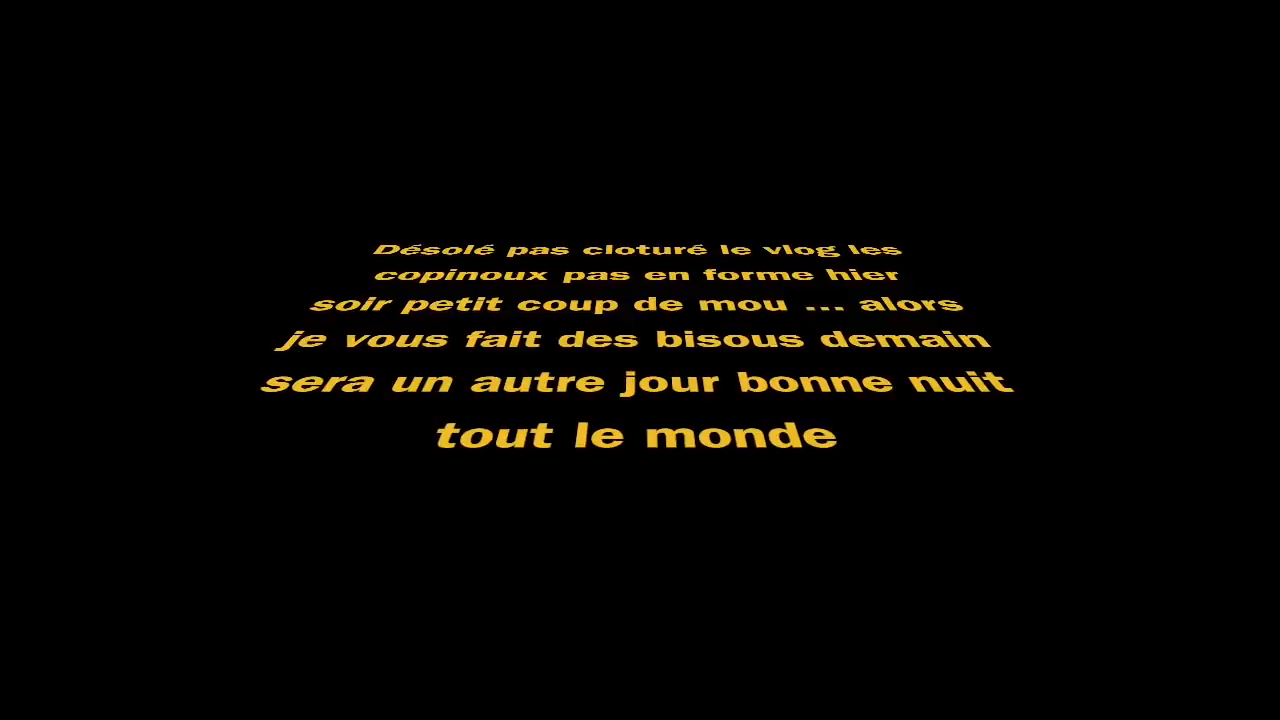 Désolé pas cloturé le vlog les
copinoux pas en forme hier
soir petit coup de mou ... alors
je vous fait des bisous demain
sera un autre jour bonne nuit
tout le monde